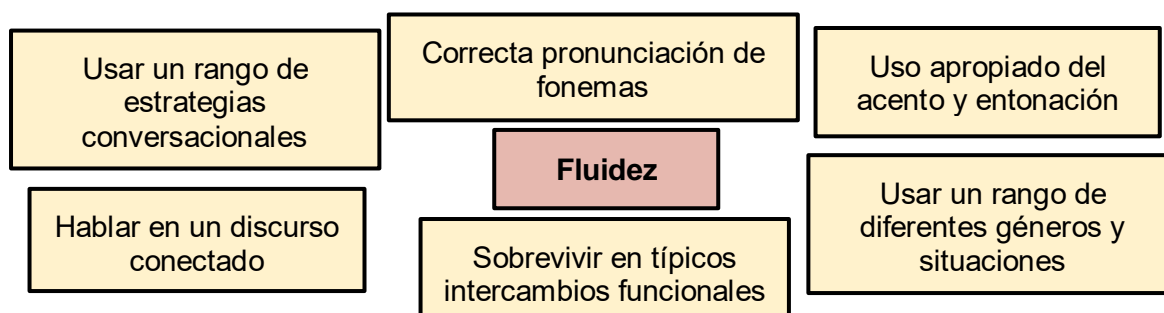 Usar un rango de
estrategias
conversacionales
Correcta pronunciación de
fonemas
Uso apropiado del
acento y entonación
Fluidez
Hablar en un discurso
conectado
Sobrevivir en típicos
intercambios funcionales
Usar un rango de
diferentes géneros y
situaciones